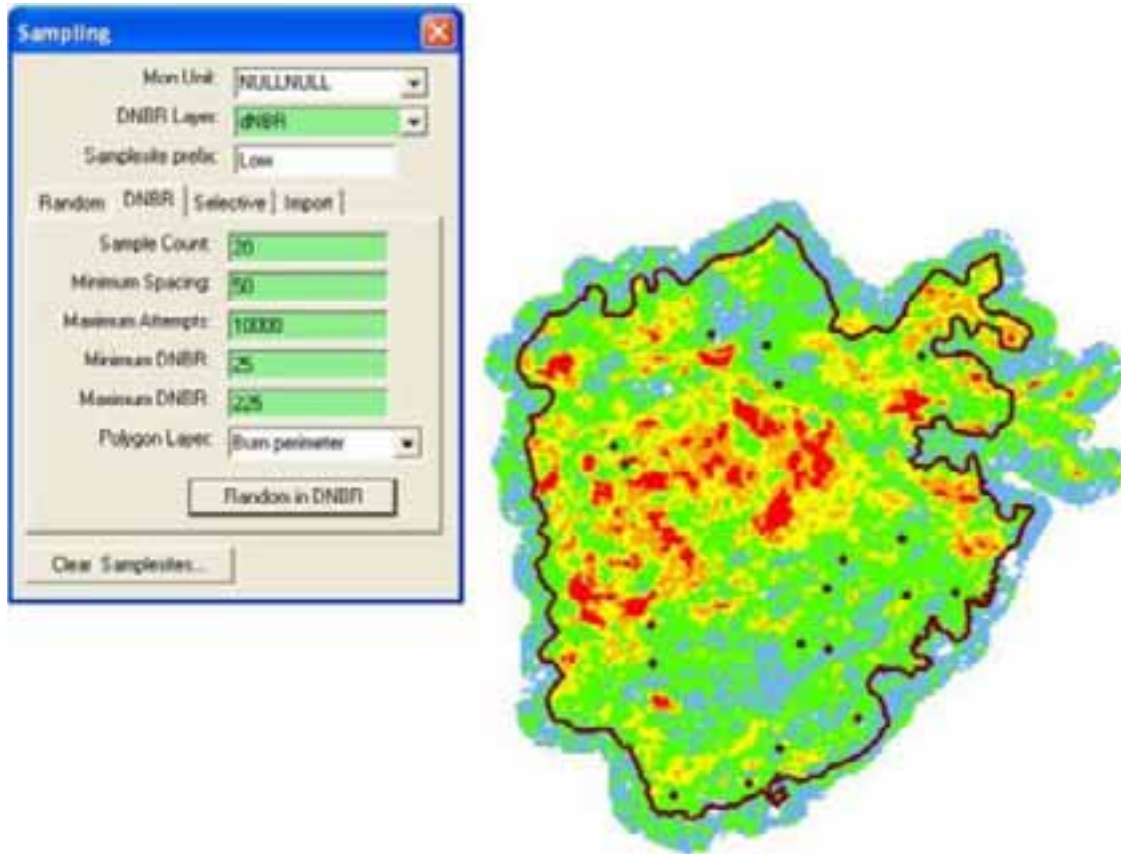 Sampling
Mon Unit: NULLNULL
DNBR Layer: dNBR
Samplesite prefix: Low
Random DNBR Selective Import
Sample Count: 20
Minimum Spacing: 50
Maximum Attempts: 10000
Minimum DNBR: 25
Maximum DNBR: 225
Polygon Layer: Burn perimeter
Random in DNBR
Clear Samplesites...